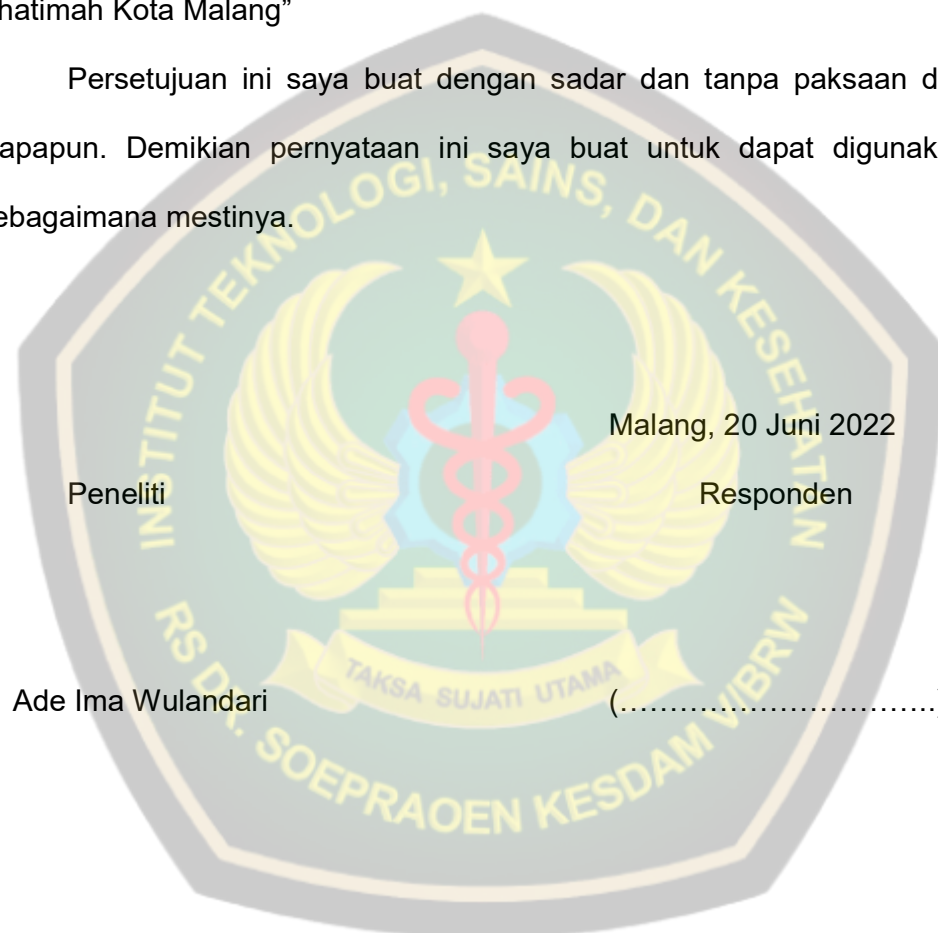 hatimah Kota Malang”
Persetujuan ini saya buat dengan sadar dan tanpa paksaan d
apapun. Demikian pernyataan ini saya buat untuk dapat digunak
ebagaimana mestinya.
INSTITUT TEKNOLOGI, SAINS, DAN KESEHATAN
Malang, 20 Juni 2022
Peneliti Responden
TAKSA SUJATI UTAMA
Ade Ima Wulandari (…………………………..)
RS DR. SOEPRAOEN KESDAM V/BRW